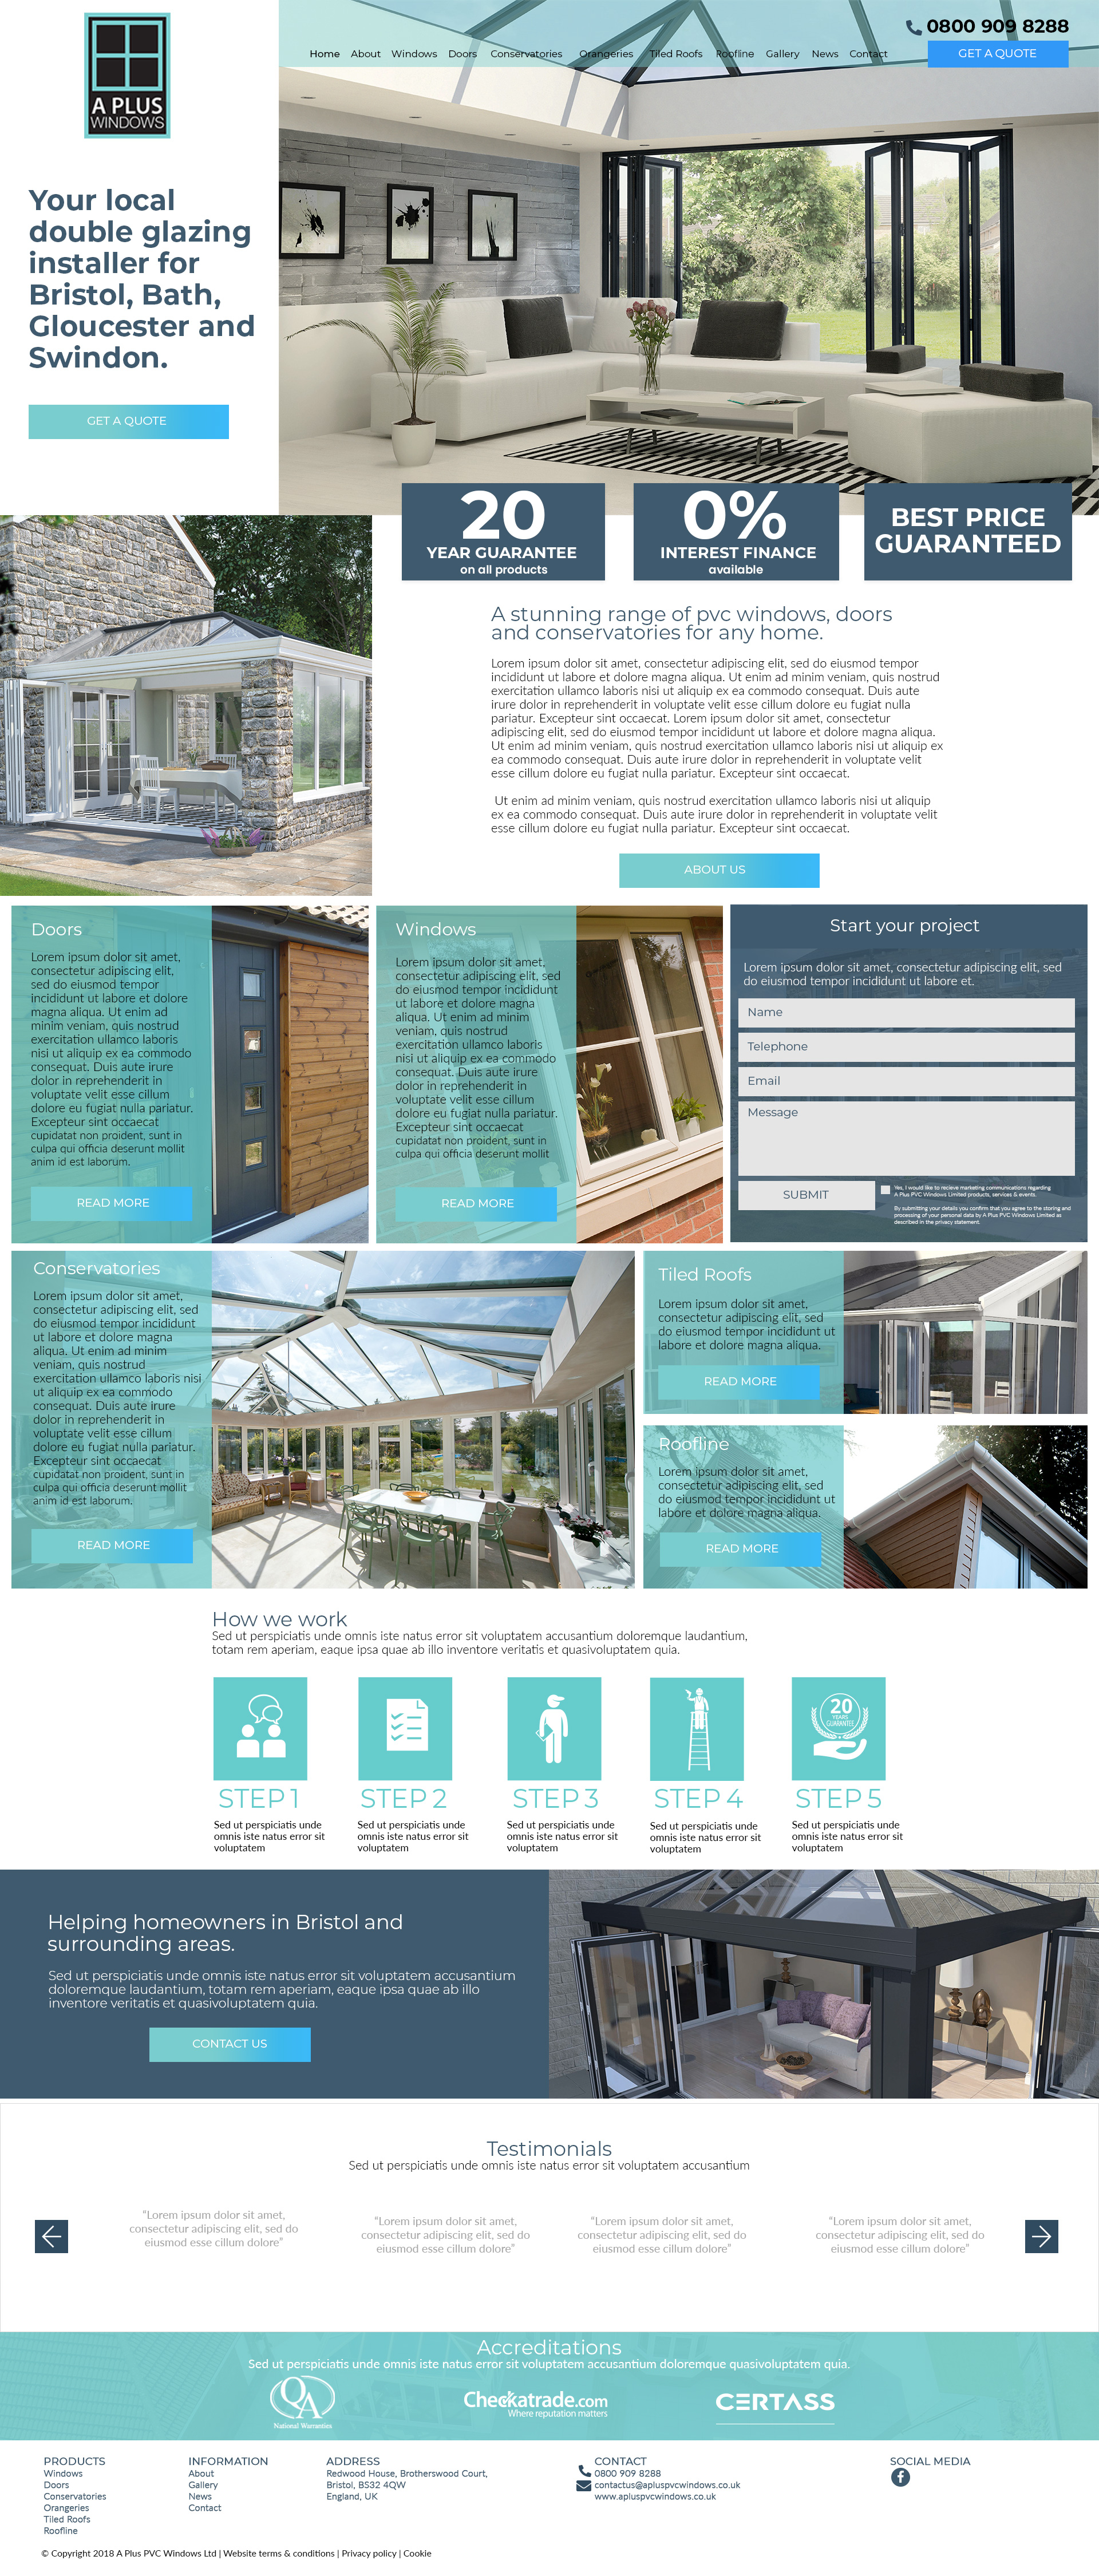 A PLUS
WINDOWS
0800 909 8288
Home About Windows Doors Conservatories Orangeries Tiled Roofs Roofline Gallery News Contact
GET A QUOTE
Your local
double glazing
installer for
Bristol, Bath,
Gloucester and
Swindon.
GET A QUOTE
20
YEAR GUARANTEE
on all products
0%
INTEREST FINANCE
available
BEST PRICE
GUARANTEED
A stunning range of pvc windows, doors
and conservatories for any home.
Lorem ipsum dolor sit amet, consectetur adipiscing elit, sed do eiusmod tempor
incididunt ut labore et dolore magna aliqua. Ut enim ad minim veniam, quis nostrud
exercitation ullamco laboris nisi ut aliquip ex ea commodo consequat. Duis aute
irure dolor in reprehenderit in voluptate velit esse cillum dolore eu fugiat nulla
pariatur. Excepteur sint occaecat. Lorem ipsum dolor sit amet, consectetur
adipiscing elit, sed do eiusmod tempor incididunt ut labore et dolore magna aliqua.
Ut enim ad minim veniam, quis nostrud exercitation ullamco laboris nisi ut aliquip ex
ea commodo consequat. Duis aute irure dolor in reprehenderit in voluptate velit
esse cillum dolore eu fugiat nulla pariatur. Excepteur sint occaecat.
Ut enim ad minim veniam, quis nostrud exercitation ullamco laboris nisi ut aliquip
ex ea commodo consequat. Duis aute irure dolor in reprehenderit in voluptate velit
esse cillum dolore eu fugiat nulla pariatur. Excepteur sint occaecat.
ABOUT US
Doors
Lorem ipsum dolor sit amet,
consectetur adipiscing elit,
sed do eiusmod tempor
incididunt ut labore et dolore
magna aliqua. Ut enim ad
minim veniam, quis nostrud
exercitation ullamco laboris
nisi ut aliquip ex ea commodo
consequat. Duis aute irure
dolor in reprehenderit in
voluptate velit esse cillum
dolore eu fugiat nulla pariatur.
Excepteur sint occaecat
cupidatat non proident, sunt in
culpa qui officia deserunt mollit
anim id est laborum.
READ MORE
Windows
Lorem ipsum dolor sit amet,
consectetur adipiscing elit, sed
do eiusmod tempor incididunt
ut labore et dolore magna
aliqua. Ut enim ad minim
veniam, quis nostrud
exercitation ullamco laboris
nisi ut aliquip ex ea commodo
consequat. Duis aute irure
dolor in reprehenderit in
voluptate velit esse cillum
dolore eu fugiat nulla pariatur.
Excepteur sint occaecat
cupidatat non proident, sunt in
culpa qui officia deserunt mollit
READ MORE
Start your project
Lorem ipsum dolor sit amet, consectetur adipiscing elit, sed
do eiusmod tempor incididunt ut labore et.
Name
Telephone
Email
Message
SUBMIT
Yes, I would like to recieve marketing communications regarding
A Plus PVC Windows Limited products, services & events.
By submitting your details you confirm that you agree to the storing and
processing of your personal data by A Plus PVC Windows Limited as
described in the privacy statement.
Conservatories
Lorem ipsum dolor sit amet,
consectetur adipiscing elit, sed
do eiusmod tempor incididunt
ut labore et dolore magna
aliqua. Ut enim ad minim
veniam, quis nostrud
exercitation ullamco laboris nisi
ut aliquip ex ea commodo
consequat. Duis aute irure
dolor in reprehenderit in
voluptate velit esse cillum
dolore eu fugiat nulla pariatur.
Excepteur sint occaecat
cupidatat non proident, sunt in
culpa qui officia deserunt mollit
anim id est laborum.
READ MORE
Tiled Roofs
Lorem ipsum dolor sit amet,
consectetur adipiscing elit, sed
do eiusmod tempor incididunt ut
labore et dolore magna aliqua.
READ MORE
Roofline
Lorem ipsum dolor sit amet,
consectetur adipiscing elit, sed
do eiusmod tempor incididunt ut
labore et dolore magna aliqua.
READ MORE
How we work
Sed ut perspiciatis unde omnis iste natus error sit voluptatem accusantium doloremque laudantium,
totam rem aperiam, eaque ipsa quae ab illo inventore veritatis et quasivoluptatem quia.
20
YEARS
GUARANTEE
STEP 1
Sed ut perspiciatis unde
omnis iste natus error sit
voluptatem
STEP 2
Sed ut perspiciatis unde
omnis iste natus error sit
voluptatem
STEP 3
Sed ut perspiciatis unde
omnis iste natus error sit
voluptatem
STEP 4
Sed ut perspiciatis unde
omnis iste natus error sit
voluptatem
STEP 5
Sed ut perspiciatis unde
omnis iste natus error sit
voluptatem
Helping homeowners in Bristol and
surrounding areas.
Sed ut perspiciatis unde omnis iste natus error sit voluptatem accusantium
doloremque laudantium, totam rem aperiam, eaque ipsa quae ab illo
inventore veritatis et quasivoluptatem quia.
CONTACT US
Testimonials
Sed ut perspiciatis unde omnis iste natus error sit voluptatem accusantium
“Lorem ipsum dolor sit amet,
consectetur adipiscing elit, sed do
eiusmod esse cillum dolore”
“Lorem ipsum dolor sit amet,
consectetur adipiscing elit, sed do
eiusmod esse cillum dolore”
“Lorem ipsum dolor sit amet,
consectetur adipiscing elit, sed do
eiusmod esse cillum dolore“
“Lorem ipsum dolor sit amet,
consectetur adipiscing elit, sed do
eiusmod esse cillum dolore”
Accreditations
Sed ut perspiciatis unde omnis iste natus error sit voluptatem accusantium doloremque quasivoluptatem quia.
QA
National Warranties
Checkatrade.com
Where reputation matters
CERTASS
PRODUCTS
Windows
Doors
Conservatories
Orangeries
Tiled Roofs
Roofline
INFORMATION
About
Gallery
News
Contact
ADDRESS
Redwood House, Brotherswood Court,
Bristol, BS32 4QW
England, UK
CONTACT
0800 909 8288
contactus@apluspvcwindows.co.uk
www.apluspvcwindows.co.uk
SOCIAL MEDIA
© Copyright 2018 A Plus PVC Windows Ltd | Website terms & conditions | Privacy policy | Cookie